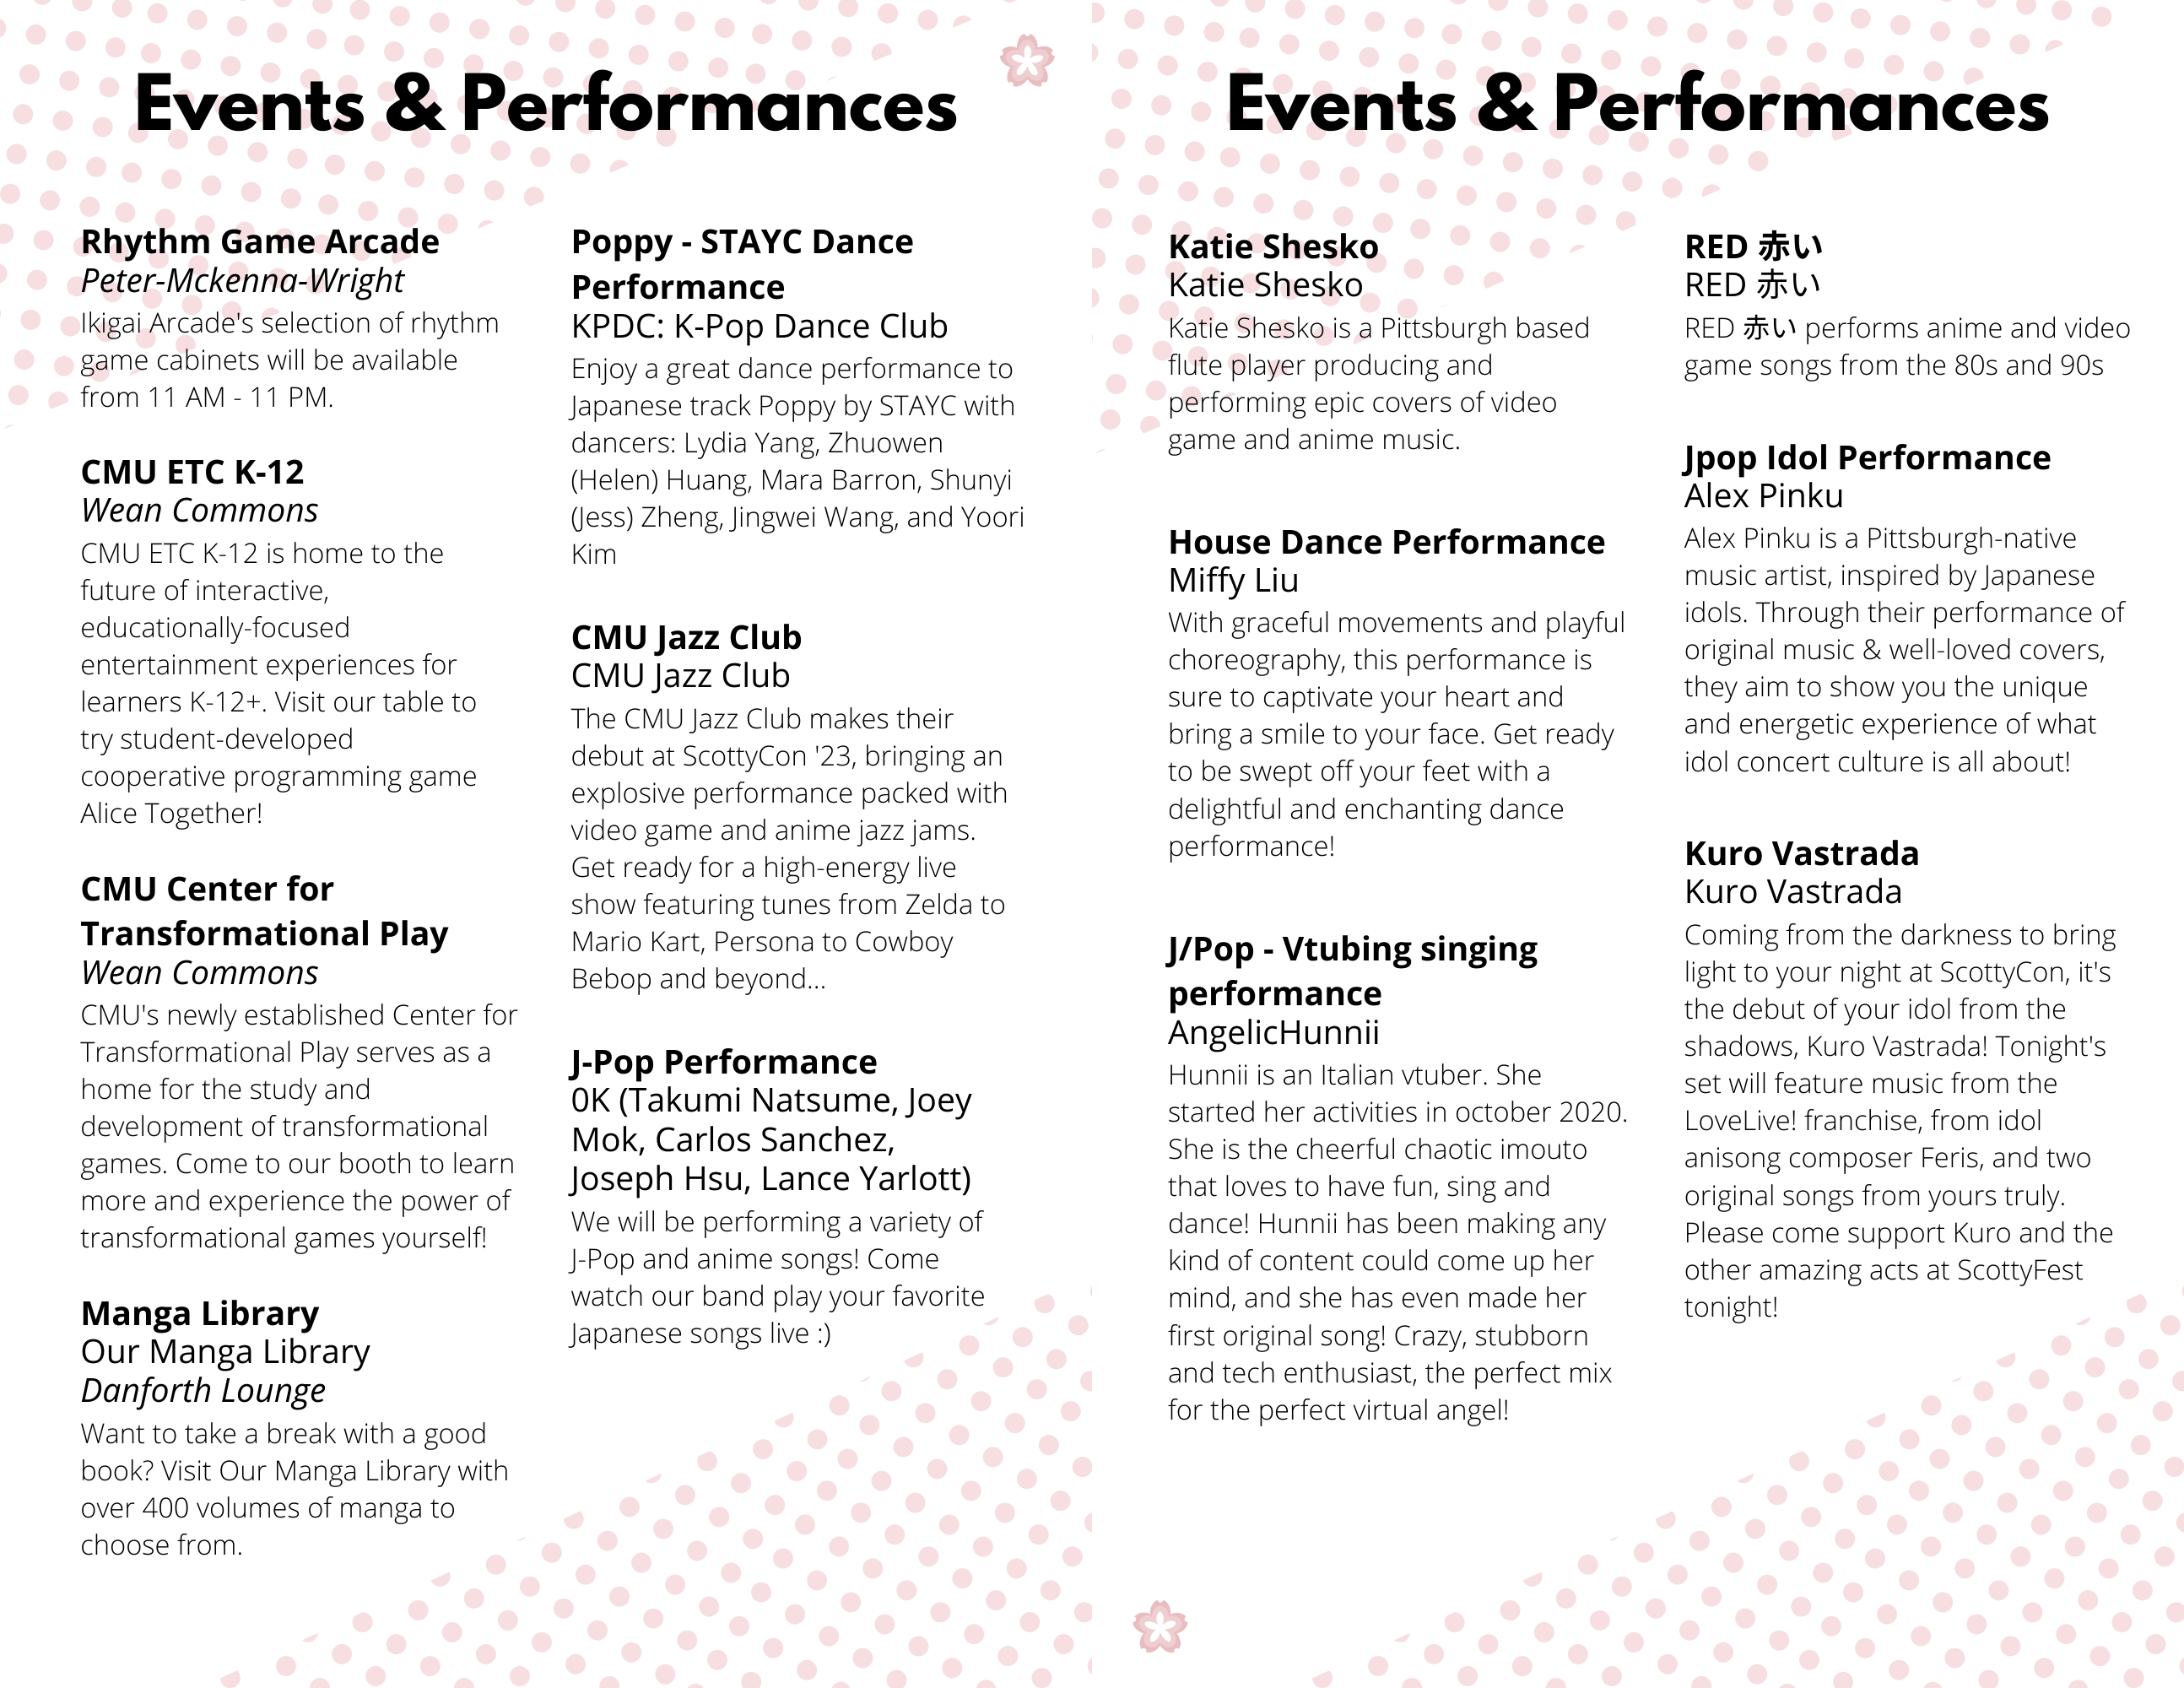 Events & Performances
Rhythm Game Arcade
Peter-Mckenna-Wright
Ikigai Arcade's selection of rhythm
game cabinets will be available
from 11 AM - 11 PM.
CMU ETC K-12
Wean Commons
CMU ETC K-12 is home to the
future of interactive,
educationally-focused
entertainment experiences for
learners K-12+. Visit our table to
try student-developed
cooperative programming game
Alice Together!
CMU Center for
Transformational Play
Wean Commons
CMU's newly established Center for
Transformational Play serves as a
home for the study and
development of transformational
games. Come to our booth to learn
more and experience the power of
transformational games yourself!
Manga Library
Our Manga Library
Danforth Lounge
Want to take a break with a good
book? Visit Our Manga Library with
over 400 volumes of manga to
choose from.
Poppy - STAYC Dance
Performance
KPDC: K-Pop Dance Club
Enjoy a great dance performance to
Japanese track Poppy by STAYC with
dancers: Lydia Yang, Zhuowen
(Helen) Huang, Mara Barron, Shunyi
(Jess) Zheng, Jingwei Wang, and Yoori
Kim
CMU Jazz Club
CMU Jazz Club
The CMU Jazz Club makes their
debut at ScottyCon '23, bringing an
explosive performance packed with
video game and anime jazz jams.
Get ready for a high-energy live
show featuring tunes from Zelda to
Mario Kart, Persona to Cowboy
Bebop and beyond...
J-Pop Performance
0K (Takumi Natsume, Joey
Mok, Carlos Sanchez,
Joseph Hsu, Lance Yarlott)
We will be performing a variety of
J-Pop and anime songs! Come
watch our band play your favorite
Japanese songs live :)
Events & Performances
Katie Shesko
Katie Shesko
Katie Shesko is a Pittsburgh based
flute player producing and
performing epic covers of video
game and anime music.
House Dance Performance
Miffy Liu
With graceful movements and playful
choreography, this performance is
sure to captivate your heart and
bring a smile to your face. Get ready
to be swept off your feet with a
delightful and enchanting dance
performance!
J/Pop - Vtubing singing
performance
AngelicHunnii
Hunnii is an Italian vtuber. She
started her activities in october 2020.
She is the cheerful chaotic imouto
that loves to have fun, sing and
dance! Hunnii has been making any
kind of content could come up her
mind, and she has even made her
first original song! Crazy, stubborn
and tech enthusiast, the perfect mix
for the perfect virtual angel!
RED 赤い
RED 赤い
RED 赤い performs anime and video
game songs from the 80s and 90s
Jpop Idol Performance
Alex Pinku
Alex Pinku is a Pittsburgh-native
music artist, inspired by Japanese
idols. Through their performance of
original music & well-loved covers,
they aim to show you the unique
and energetic experience of what
idol concert culture is all about!
Kuro Vastrada
Kuro Vastrada
Coming from the darkness to bring
light to your night at ScottyCon, it's
the debut of your idol from the
shadows, Kuro Vastrada! Tonight's
set will feature music from the
LoveLive! franchise, from idol
anisong composer Feris, and two
original songs from yours truly.
Please come support Kuro and the
other amazing acts at ScottyFest
tonight!